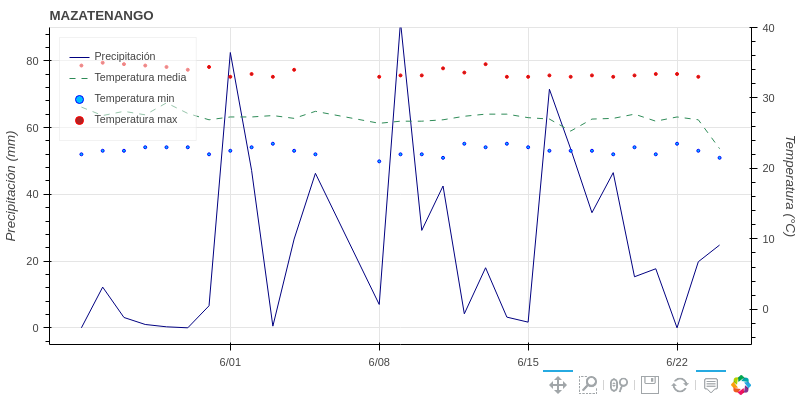 MAZATENANGO
Precipitación
Temperatura media
Temperatura min
Temperatura max
Precipitación (mm)
80
60
40
20
0
Temperatura (°C)
40
30
20
10
0
6/01
6/08
6/15
6/22